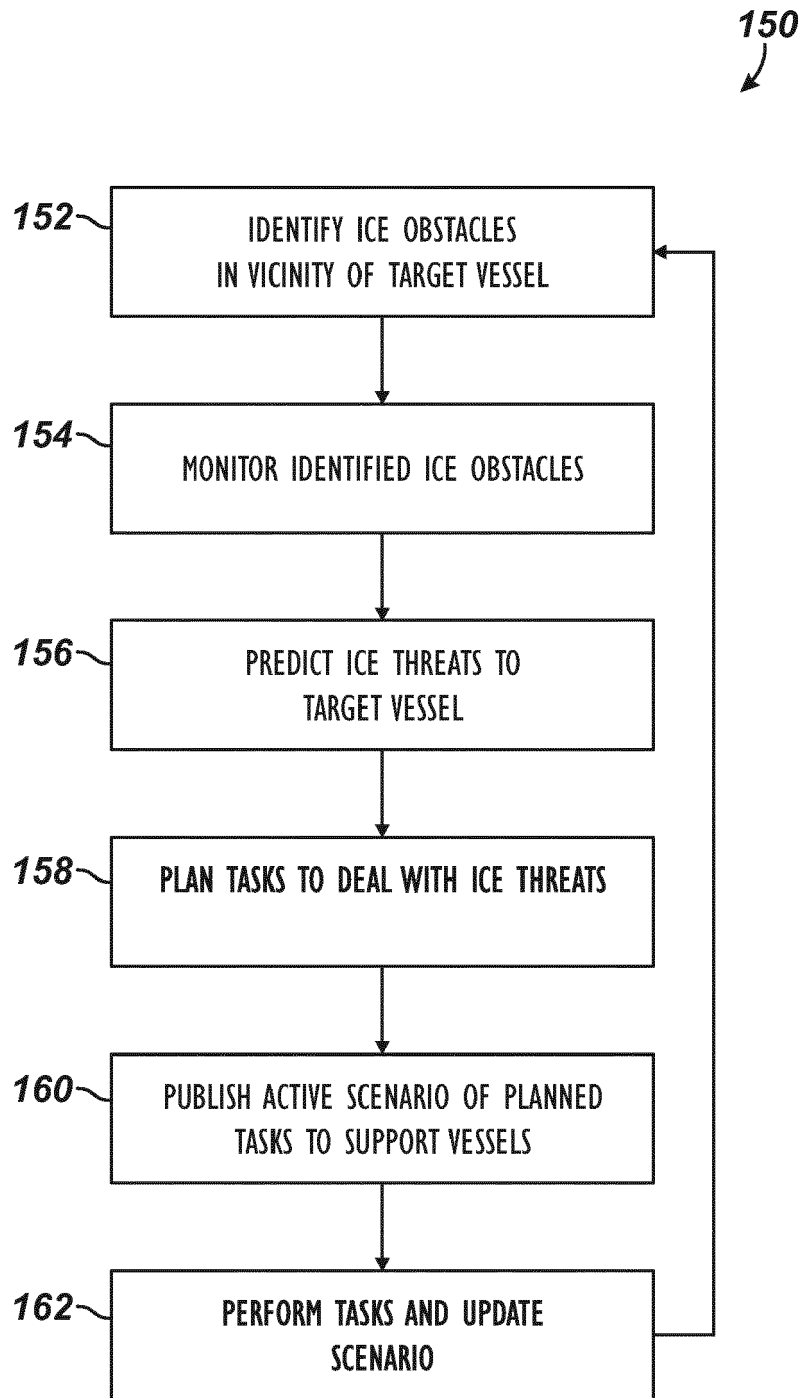 150
152
IDENTIFY ICE OBSTACLES
IN VICINITY OF TARGET VESSEL
154
MONITOR IDENTIFIED ICE OBSTACLES
156
PREDICT ICE THREATS TO
TARGET VESSEL
158
PLAN TASKS TO DEAL WITH ICE THREATS
160
PUBLISH ACTIVE SCENARIO OF PLANNED
TASKS TO SUPPORT VESSELS
162
PERFORM TASKS AND UPDATE
SCENARIO